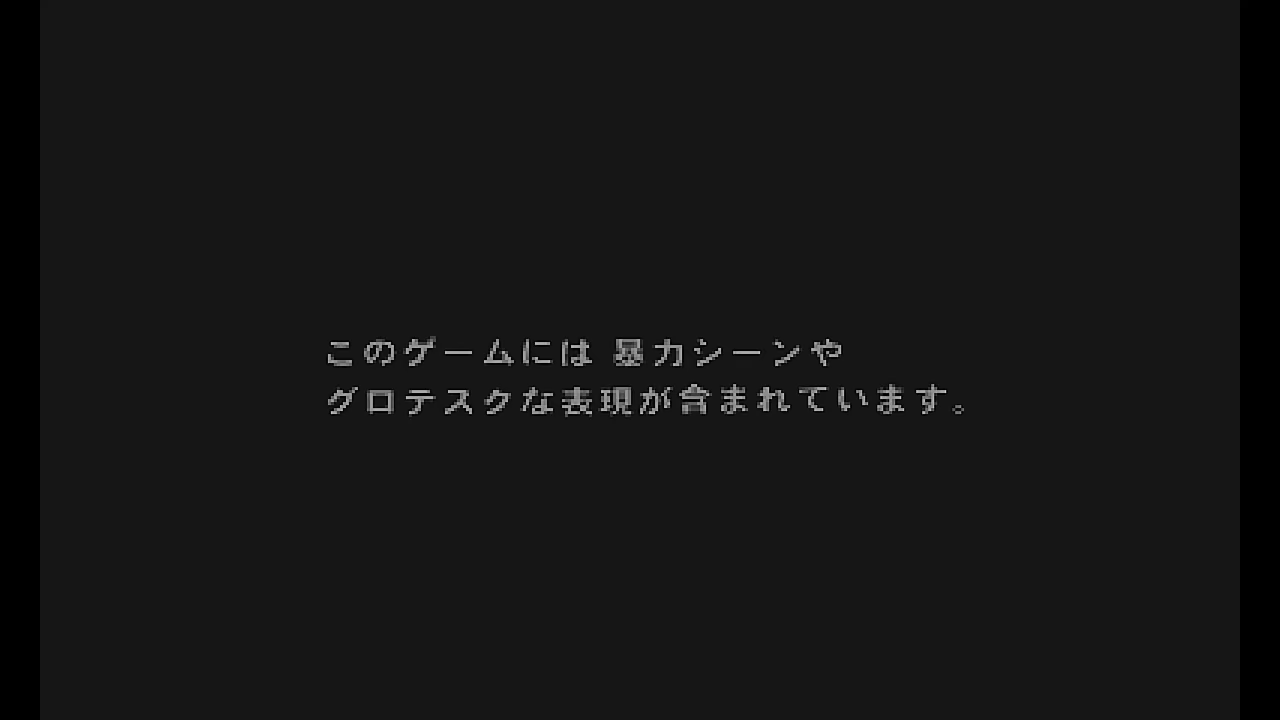 このゲームには 暴力シーンや
グロテスクな表現が含まれています。